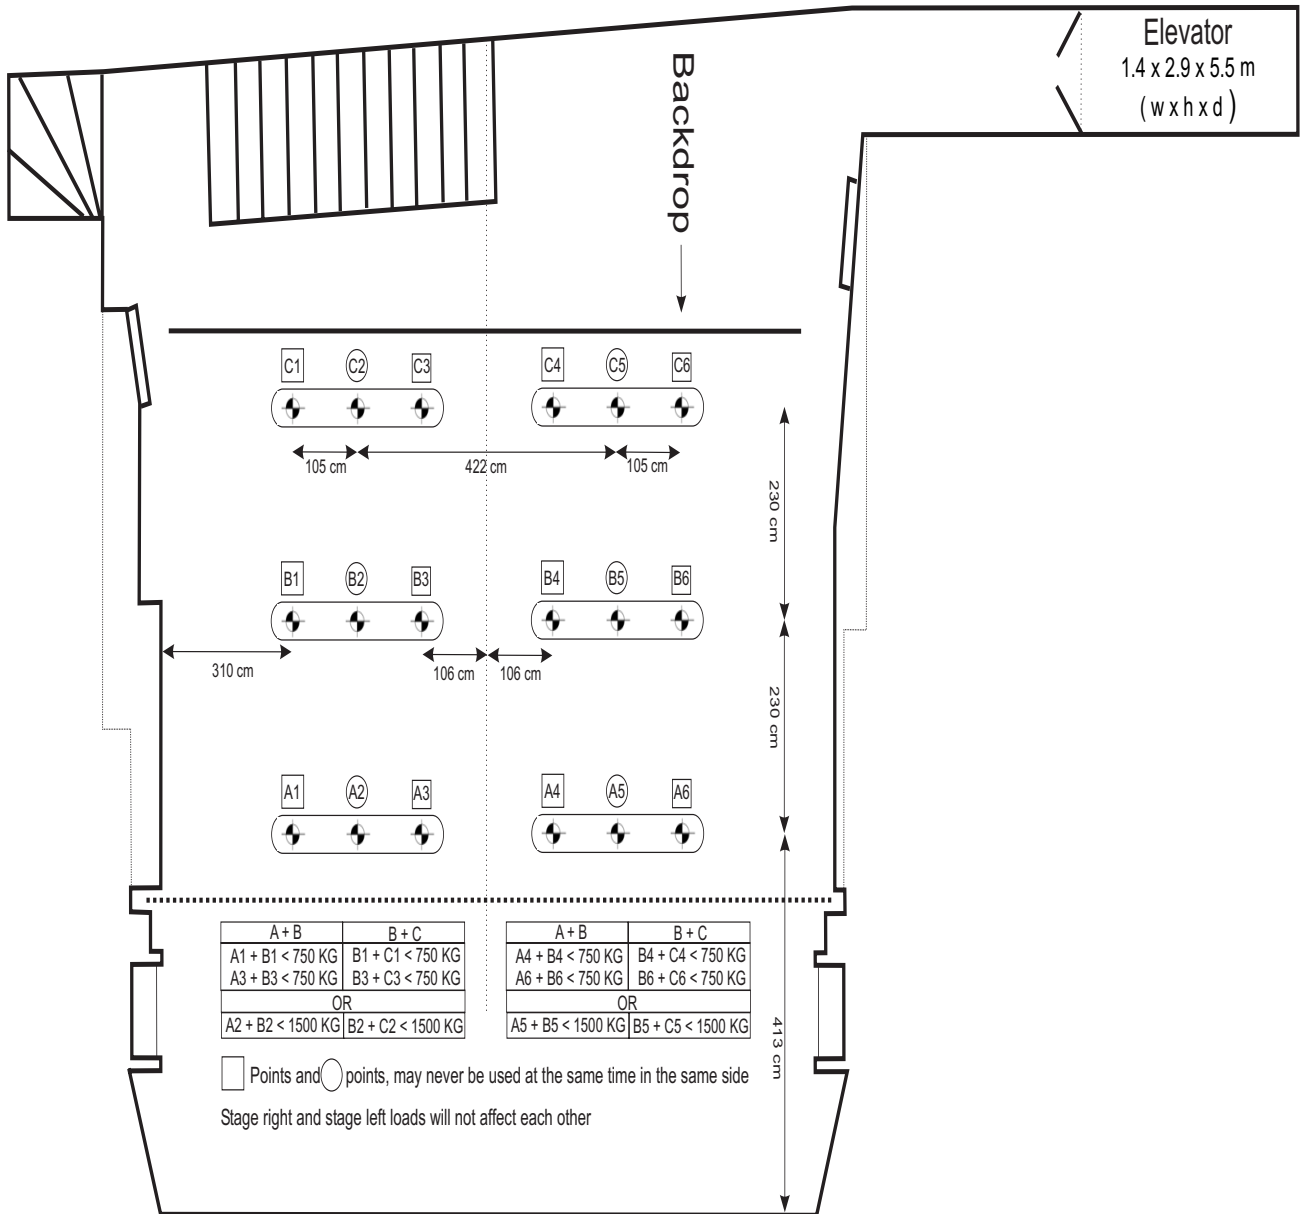 Elevator
1.4 x 2.9 x 5.5 m
( w x h x d )
Backdrop
C1 C2 C3 C4 C5 C6
105 cm 422 cm 105 cm
230 cm
B1 B2 B3 B4 B5 B6
310 cm 106 cm 106 cm
230 cm
A1 A2 A3 A4 A5 A6
A + B B + C A + B B + C
A1 + B1 < 750 KG B1 + C1 < 750 KG A4 + B4 < 750 KG B4 + C4 < 750 KG
A3 + B3 < 750 KG B3 + C3 < 750 KG A6 + B6 < 750 KG B6 + C6 < 750 KG
OR OR
A2 + B2 < 1500 KG B2 + C2 < 1500 KG A5 + B5 < 1500 KG B5 + C5 < 1500 KG
413 cm
Points and points, may never be used at the same time in the same side
Stage right and stage left loads will not affect each other